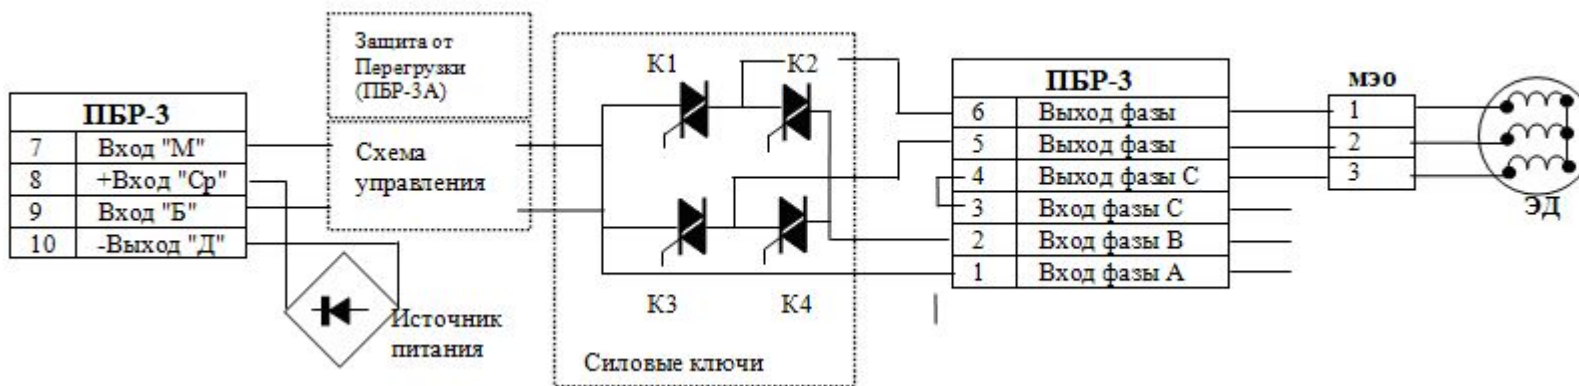 Защита от
Перегрузки
(ПБР-3А)
ПБР-3
7 Вход "М"
8 +Вход "Ср"
9 Вход "Б"
10 -Выход "Д"
Схема
управления
Источник
питания
К1
К2
К3
К4
Силовые ключи
ПБР-3
6 Выход фазы
5 Выход фазы
4 Выход фазы С
3 Вход фазы С
2 Вход фазы В
1 Вход фазы А
мэо
1
2
3
ЭД